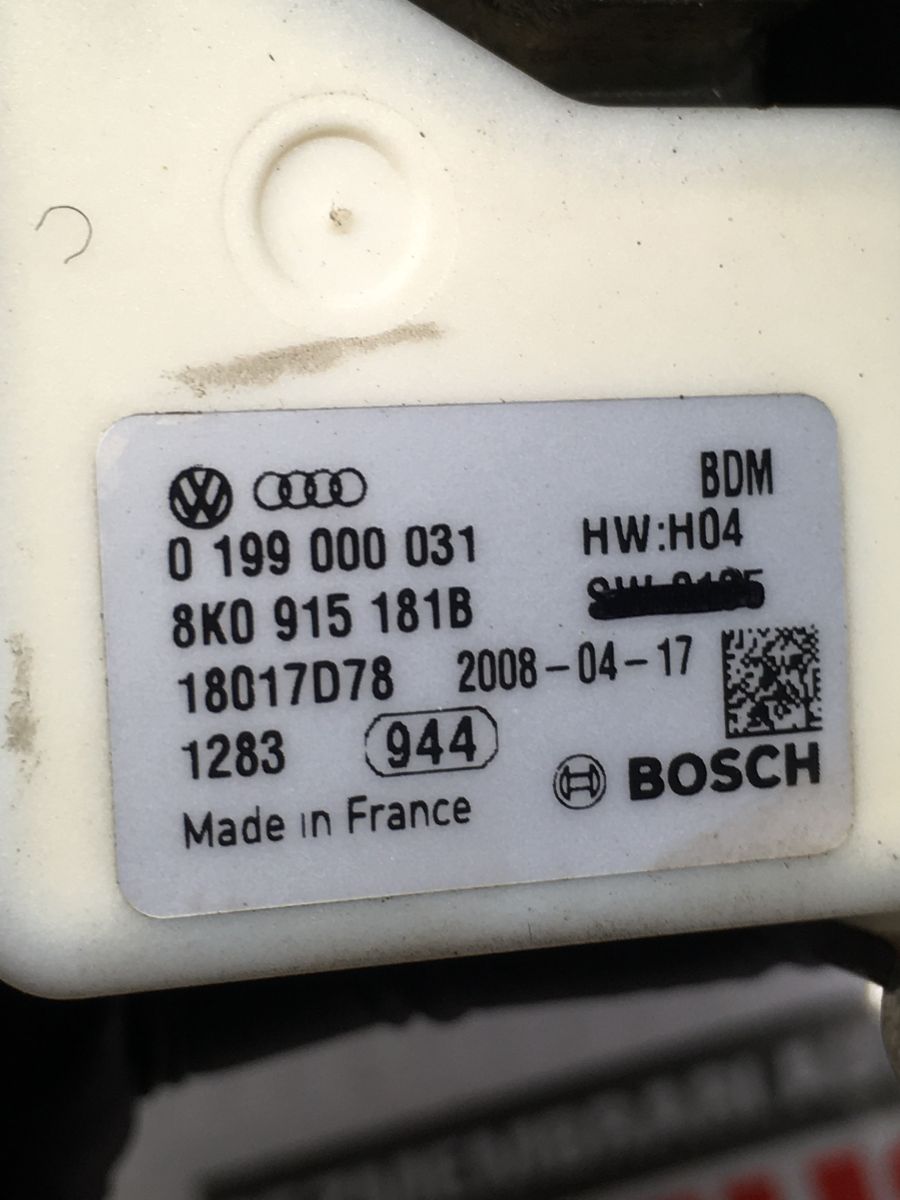 BDM
0 199 000 031 HW:H04
8K0 915 181B
18017D78 2008-04-17
1283 944
BOSCH
Made in France